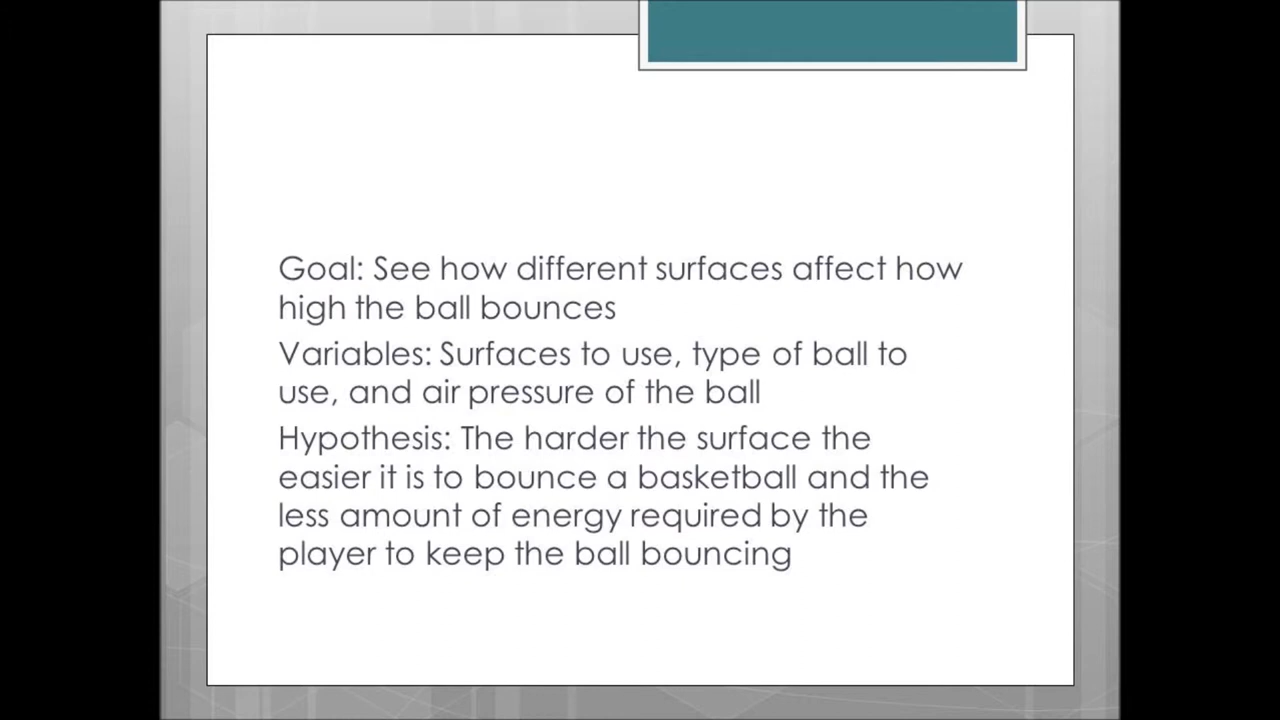 Goal: See how different surfaces affect how
high the ball bounces
Variables: Surfaces to use, type of ball to
use, and air pressure of the ball
Hypothesis: The harder the surface the
easier it is to bounce a basketball and the
less amount of energy required by the
player to keep the ball bouncing